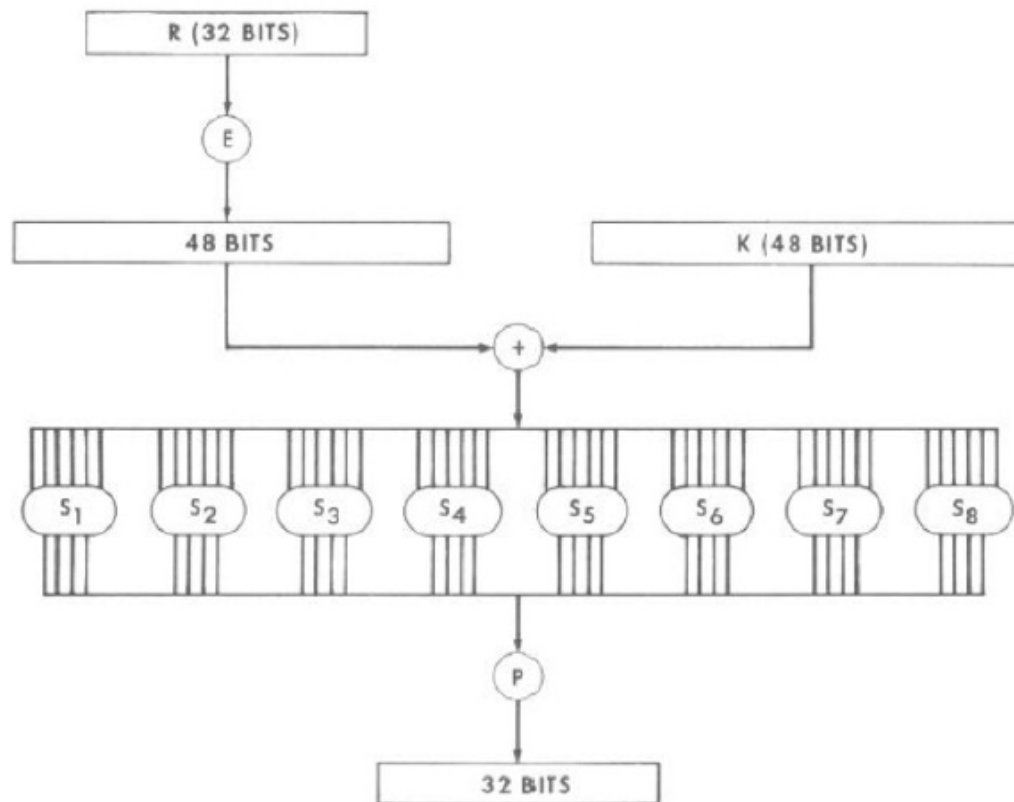 R (32 BITS)
E
48 BITS
K (48 BITS)
+
S1 S2 S3 S4 S5 S6 S7 S8
P
32 BITS